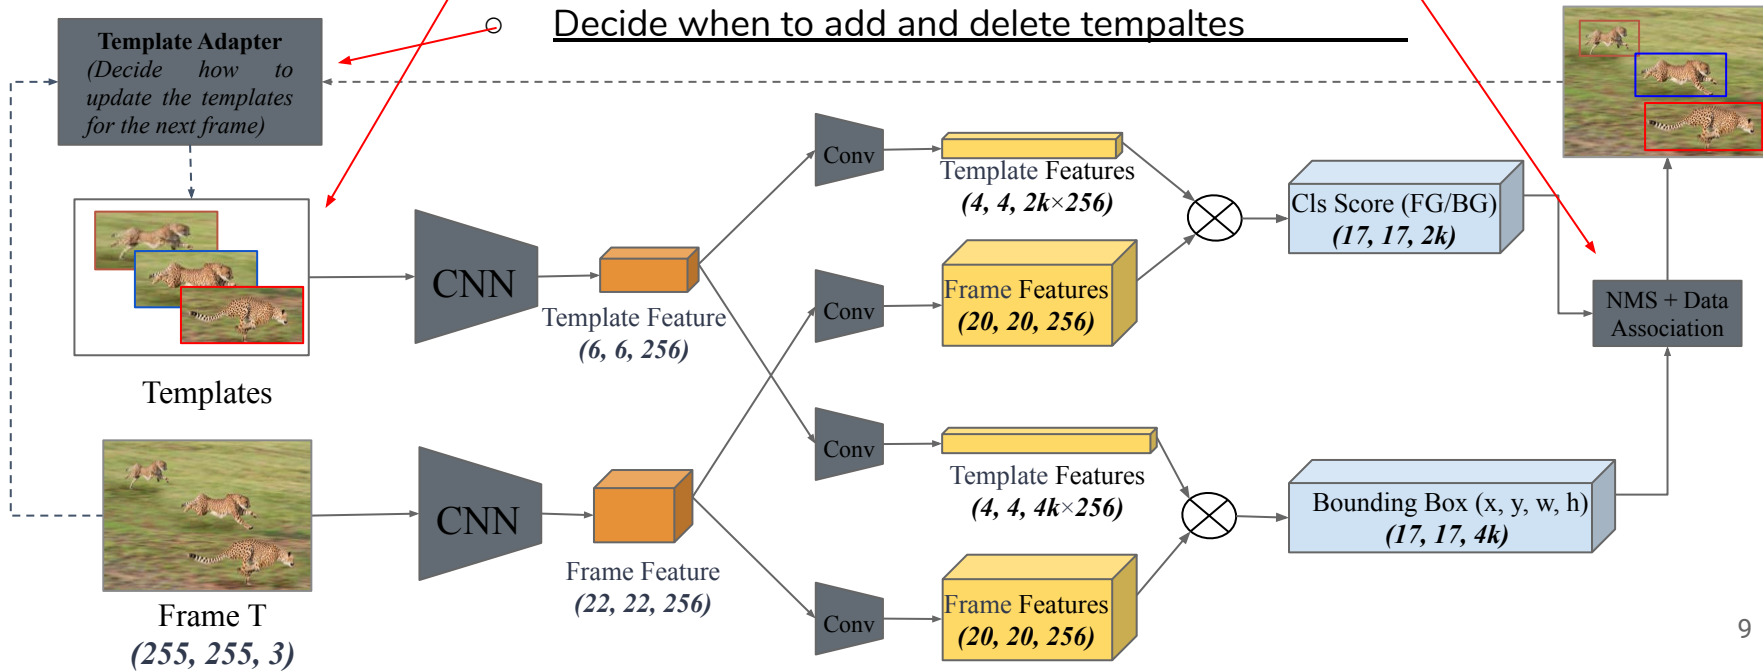 Decide when to add and delete tempaltes
Template Adapter
(Decide how to
update the templates
for the next frame)
Conv
Template Features
(4, 4, 2k×256)
Cls Score (FG/BG)
(17, 17, 2k)
CNN
Template Feature
(6, 6, 256)
Conv
Frame Features
(20, 20, 256)
NMS + Data
Association
Templates
Conv
Template Features
(4, 4, 4k×256)
CNN
Frame Feature
(22, 22, 256)
Bounding Box (x, y, w, h)
(17, 17, 4k)
Conv
Frame Features
(20, 20, 256)
Frame T
(255, 255, 3)
9